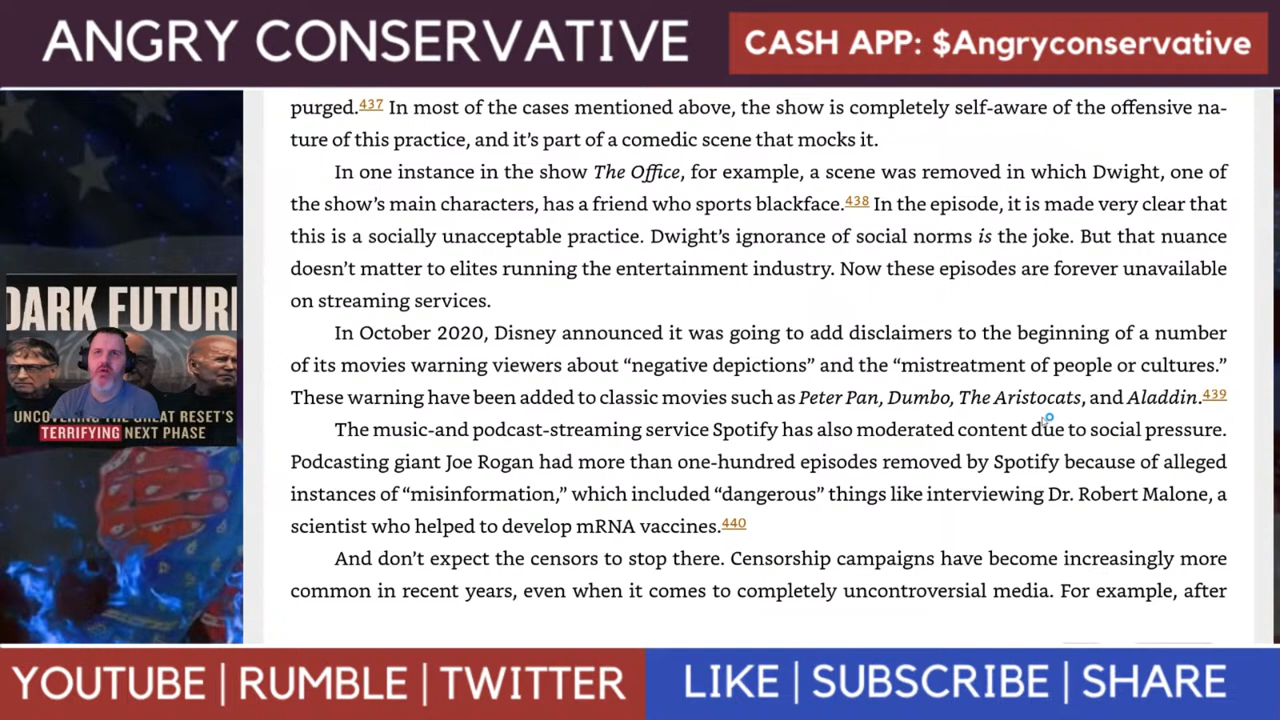 ANGRY CONSERVATIVE
CASH APP: $Angryconservative
purged.437 In most of the cases mentioned above, the show is completely self-aware of the offensive na-
ture of this practice, and it's part of a comedic scene that mocks it.
In one instance in the show The Office, for example, a scene was removed in which Dwight, one of
the show's main characters, has a friend who sports blackface.438 In the episode, it is made very clear that
this is a socially unacceptable practice. Dwight's ignorance of social norms is the joke. But that nuance
doesn't matter to elites running the entertainment industry. Now these episodes are forever unavailable
on streaming services.
In October 2020, Disney announced it was going to add disclaimers to the beginning of a number
of its movies warning viewers about “negative depictions” and the “mistreatment of people or cultures.”
These warning have been added to classic movies such as Peter Pan, Dumbo, The Aristocats, and Aladdin.439
The music-and podcast-streaming service Spotify has also moderated content due to social pressure.
Podcasting giant Joe Rogan had more than one-hundred episodes removed by Spotify because of alleged
instances of “misinformation,” which included “dangerous” things like interviewing Dr. Robert Malone, a
scientist who helped to develop mRNA vaccines.440
And don't expect the censors to stop there. Censorship campaigns have become increasingly more
common in recent years, even when it comes to completely uncontroversial media. For example, after
DARK FUTURE
UNCOVERING THE GREAT RESET'S
TERRIFYING NEXT PHASE
YOUTUBE | RUMBLE | TWITTER
LIKE | SUBSCRIBE | SHARE